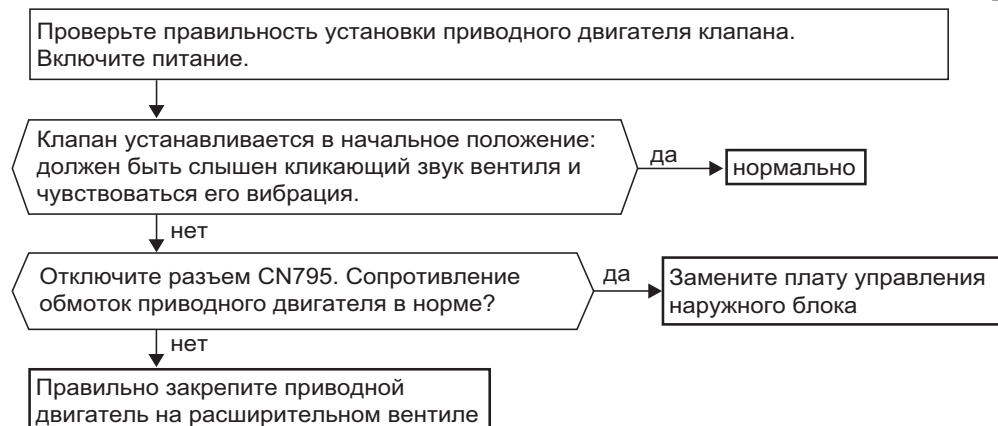 Проверьте правильность установки приводного двигателя клапана.
Включите питание.
Клапан устанавливается в начальное положение:
должен быть слышен кликающий звук вентиля и
чувствоваться его вибрация.
да
нормально
нет
Отключите разъем CN795. Сопротивление
обмоток приводного двигателя в норме?
да
Замените плату управления
наружного блока
нет
Правильно закрепите приводной
двигатель на расширительном вентиле